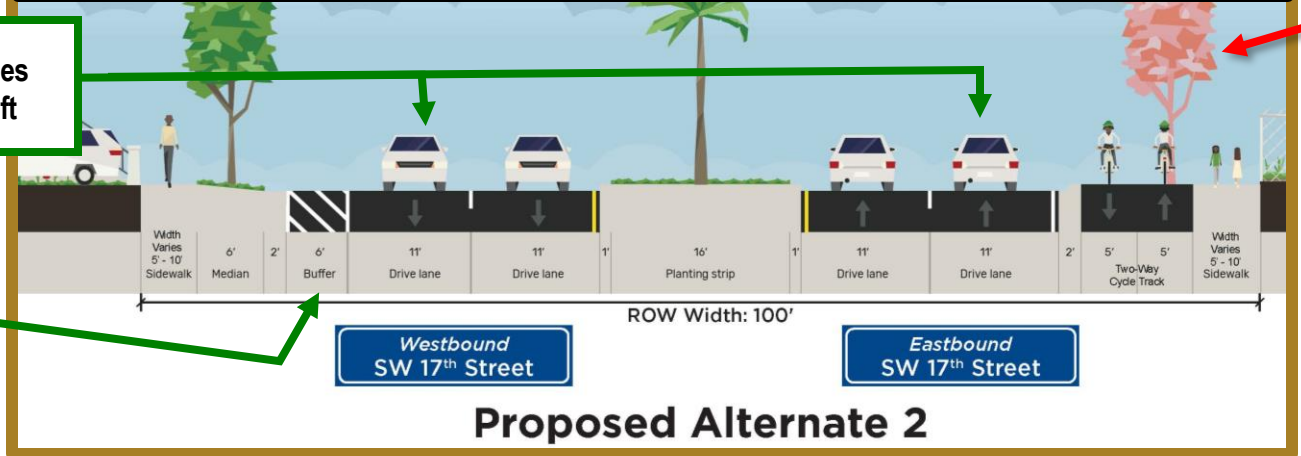 es
ft
Width
Varies
5' - 10'
Sidewalk
6'
Median
2'
6'
Buffer
11'
Drive lane
11'
Drive lane
1'
16'
Planting strip
1'
11'
Drive lane
11'
Drive lane
2'
5'
5'
Two-Way
Cycle Track
Width
Varies
5' - 10'
Sidewalk
ROW Width: 100'
Westbound
SW 17th Street
Eastbound
SW 17th Street
Proposed Alternate 2